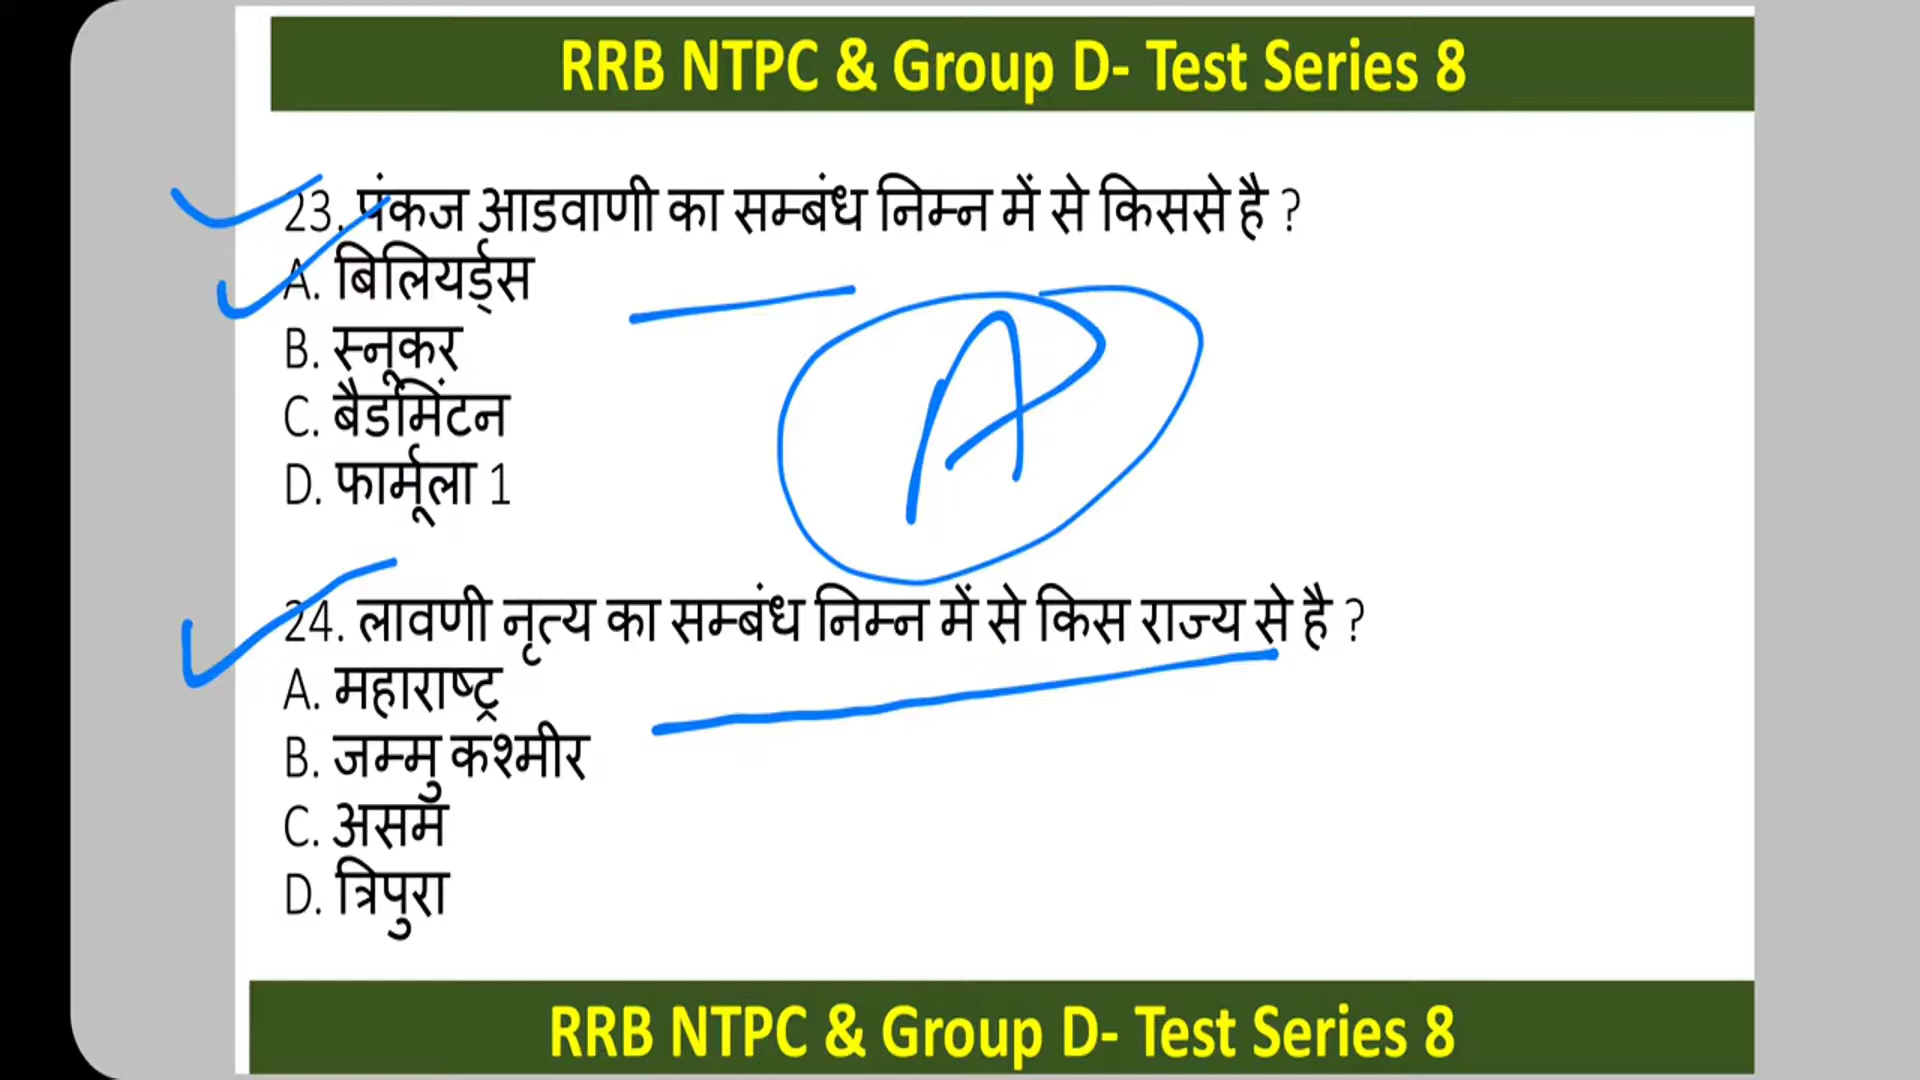 RRB NTPC & Group D- Test Series 8
23. पंकज आडवाणी का सम्बंध निम्न में से किससे है ?
A. बिलियर्ड्स
B. स्नूकर
C. बैडमिंटन
D. फार्मूला 1
A
24. लावणी नृत्य का सम्बंध निम्न में से किस राज्य से है ?
A. महाराष्ट्र
B. जम्मु कश्मीर
C. असम
D. त्रिपुरा
RRB NTPC & Group D- Test Series 8